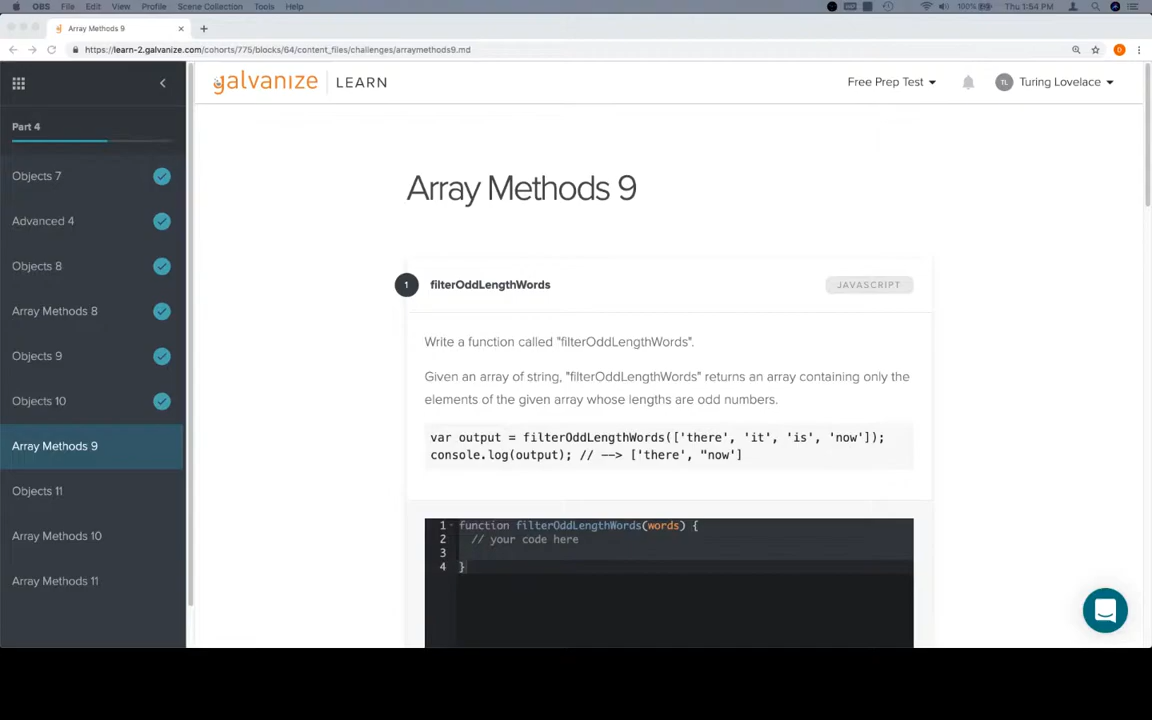 OBS File Edit View Profile Scene Collection Tools Help 100% Thu 1:54 PM
Array Methods 9
https://learn-2.galvanize.com/cohorts/775/blocks/64/content_files/challenges/arraymethods9.md
D
galvanize LEARN
Free Prep Test
TL Turing Lovelace
Part 4
Objects 7
Advanced 4
Objects 8
Array Methods 8
Objects 9
Objects 10
Array Methods 9
Objects 11
Array Methods 10
Array Methods 11
Array Methods 9
1 filterOddLengthWords JAVASCRIPT
Write a function called "filterOddLengthWords".
Given an array of string, "filterOddLengthWords" returns an array containing only the
elements of the given array whose lengths are odd numbers.
var output = filterOddLengthWords(['there', 'it', 'is', 'now']);
console.log(output); // --> ['there', "now']
1 function filterOddLengthWords(words) {
2 // your code here
3
4 }